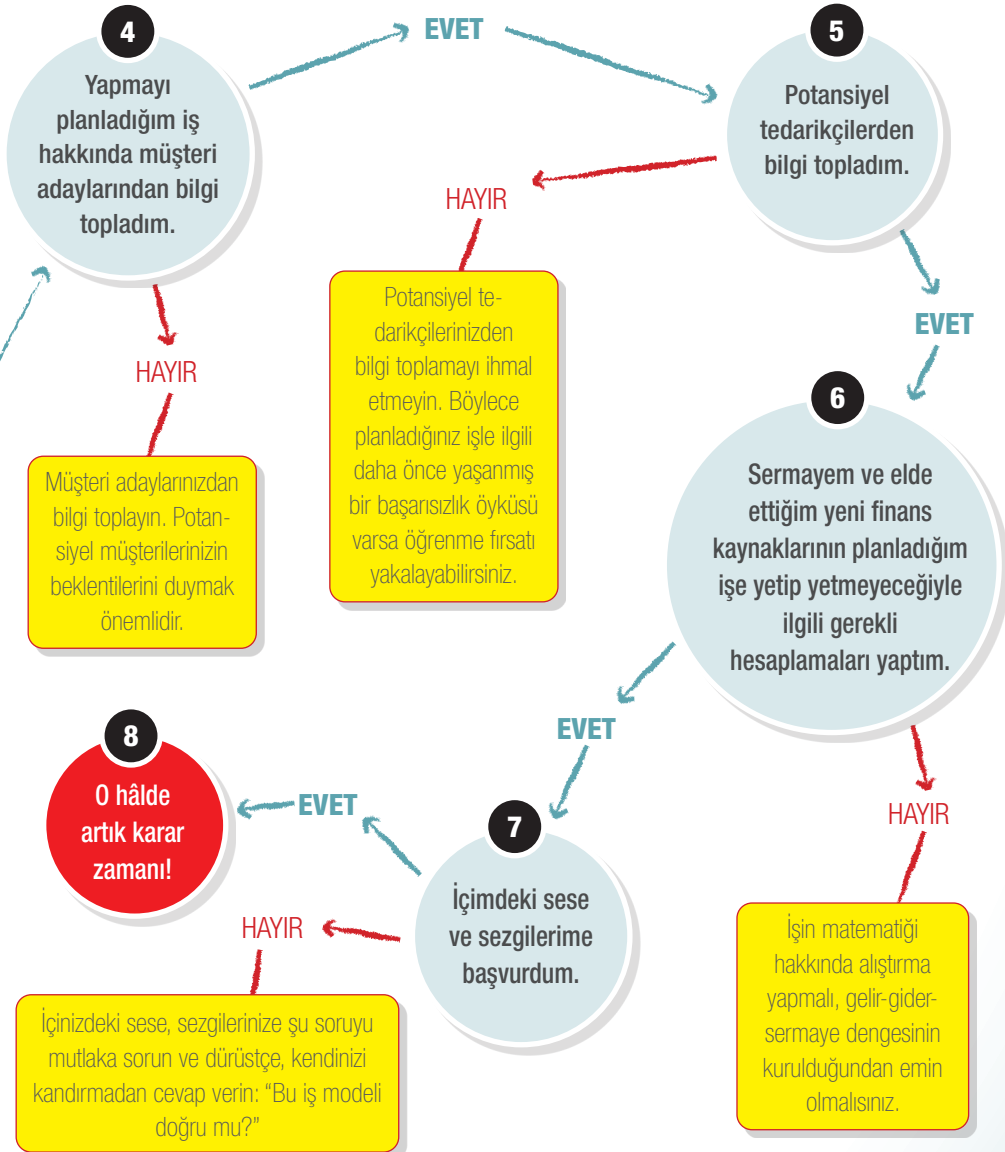 4
Yapmayı
planladığım iş
hakkında müşteri
adaylarından bilgi
topladım.
EVET
HAYIR
Müşteri adaylarınızdan
bilgi toplayın. Potan-
siyel müşterilerinizin
beklentilerini duymak
önemlidir.
5
Potansiyel
tedarikçilerden
bilgi topladım.
HAYIR
Potansiyel te-
darikçilerinizden
bilgi toplamayı ihmal
etmeyin. Böylece
planladığınız işle ilgili
daha önce yaşanmış
bir başarısızlık öyküsü
varsa öğrenme fırsatı
yakalayabilirsiniz.
EVET
6
Sermayem ve elde
ettiğim yeni finans
kaynaklarının planladığım
işe yetip yetmeyeceğiyle
ilgili gerekli
hesaplamaları yaptım.
EVET
HAYIR
İşin matematiği
hakkında alıştırma
yapmalı, gelir-gider-
sermaye dengesinin
kurulduğundan emin
olmalısınız.
7
İçimdeki sese
ve sezgilerime
başvurdum.
EVET
HAYIR
İçinizdeki sese, sezgilerinize şu soruyu
mutlaka sorun ve dürüstçe, kendinizi
kandırmadan cevap verin: “Bu iş modeli
doğru mu?”
8
O hâlde
artık karar
zamanı!